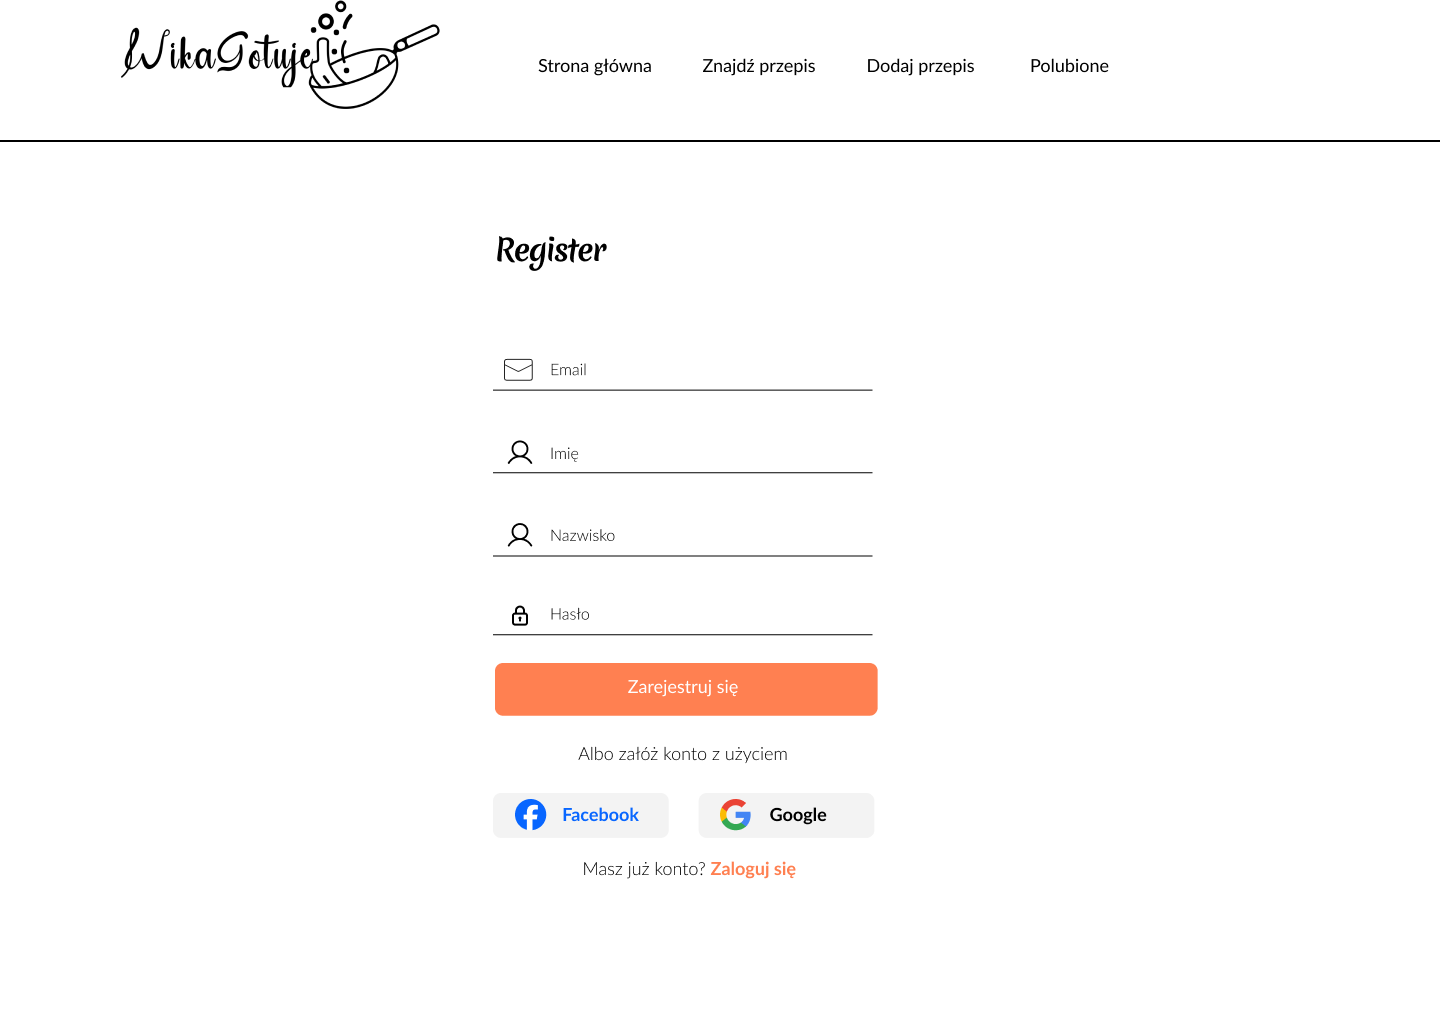 WikaGotuje
Strona główna Znajdź przepis Dodaj przepis Polubione
Register
Email
Imię
Nazwisko
Hasło
Zarejestruj się
Albo załóż konto z użyciem
Facebook Google
Masz już konto? Zaloguj się